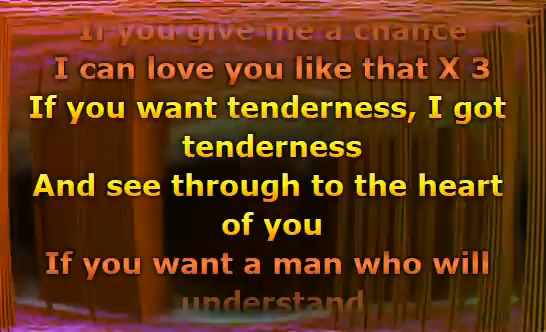 If you give me a chance
I can love you like that X 3
If you want tenderness, I got
tenderness
And see through to the heart
of you
If you want a man who will
understand